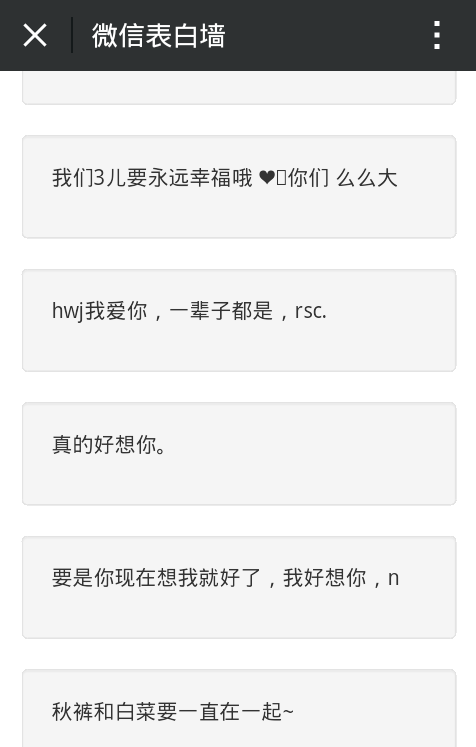 微信表白墙
我们3儿要永远幸福哦 ❤你们 么么大
hwj我爱你，一辈子都是，rsc.
真的好想你。
要是你现在想我就好了，我好想你，n
秋裤和白菜要一直在一起~